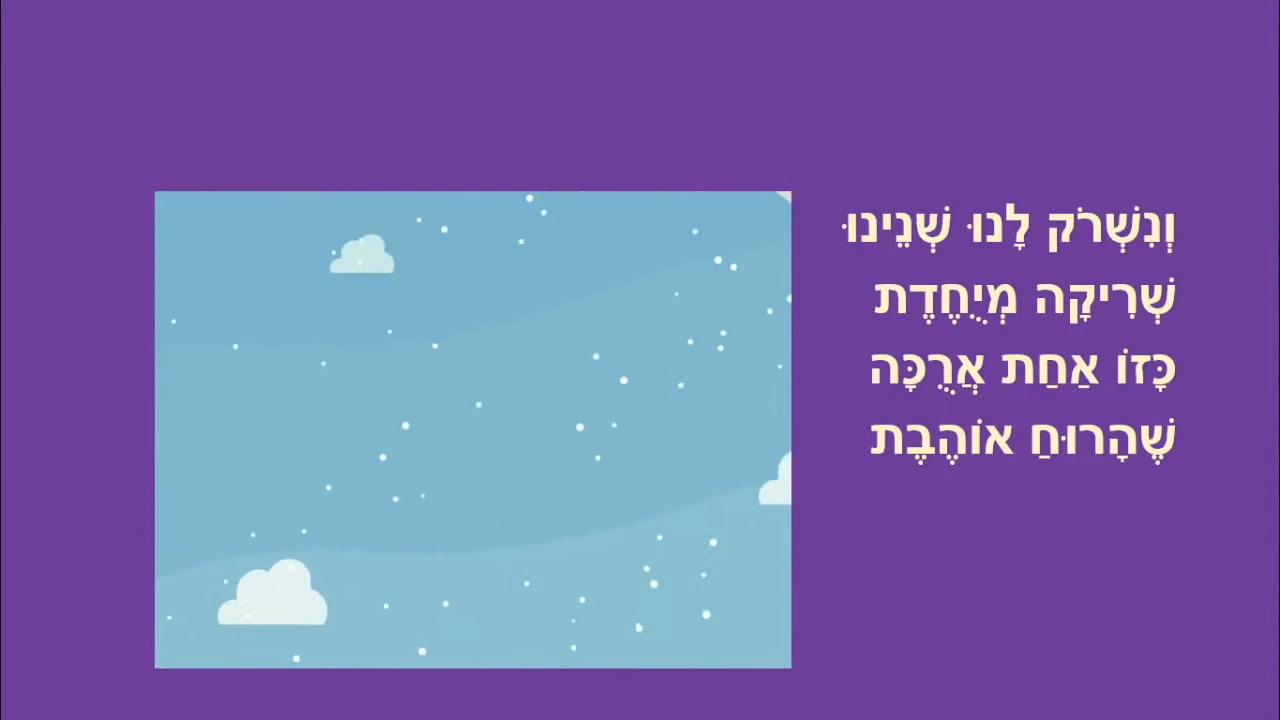 וְנִשְׁרֹק לָנוּ שְׁנֵינוּ
שְׁרִיקָה מְיֻחֶדֶת
כָּזוֹ אַחַת אֲרֻכָּה
שֶׁהָרוּחַ אוֹהֶבֶת